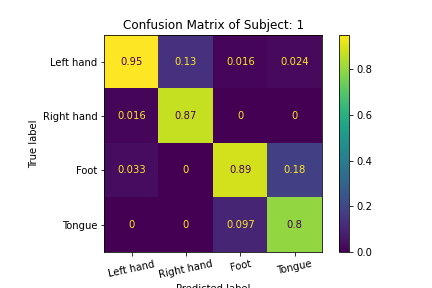 Confusion Matrix of Subject: 1
Left hand 0.95 0.13 0.016 0.024
Right hand 0.016 0.87 0 0
Foot 0.033 0 0.89 0.18
Tongue 0 0 0.097 0.8
True label
Left hand Right hand Foot Tongue
Predicted label
0.8
0.6
0.4
0.2
0.0